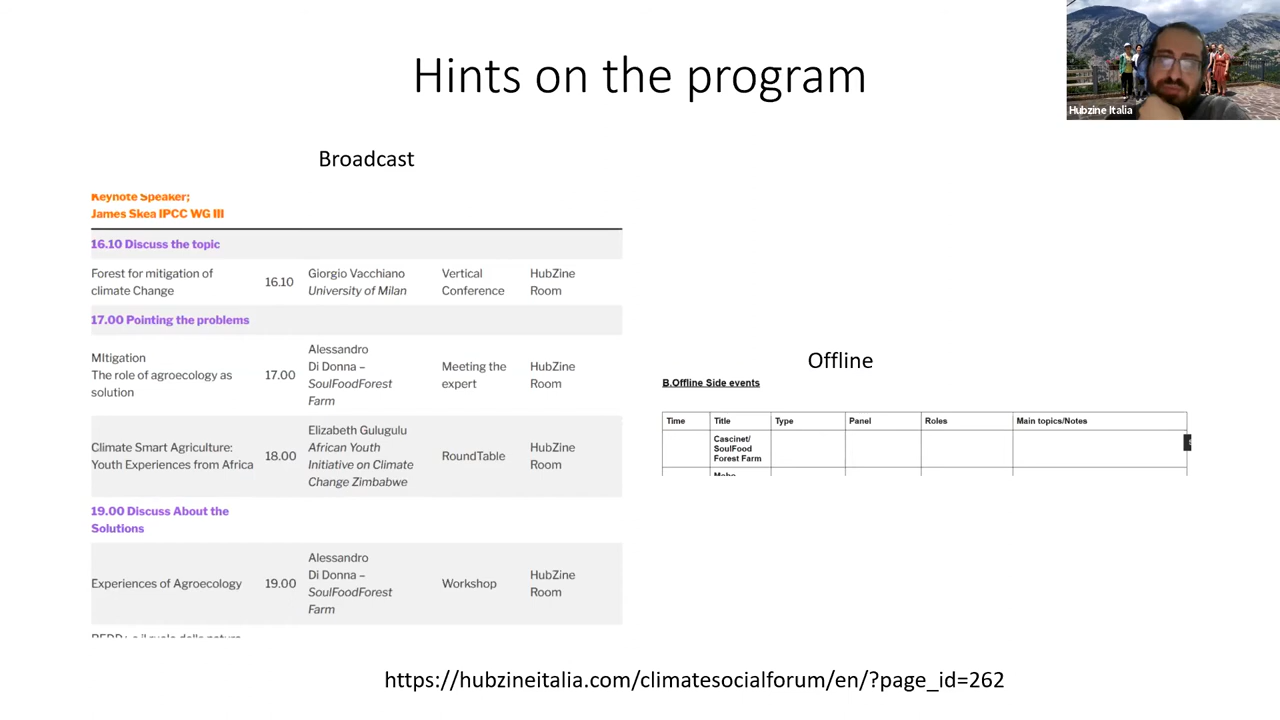 Hints on the program
Hubzine Italia
Broadcast
Keynote Speaker;
James Skea IPCC WG III
16.10 Discuss the topic
Forest for mitigation of
climate Change
16.10
Giorgio Vacchiano
University of Milan
Vertical
Conference
HubZine
Room
17.00 Pointing the problems
MItigation
The role of agroecology as
solution
17.00
Alessandro
Di Donna –
SoulFoodForest
Farm
Meeting the
expert
HubZine
Room
Climate Smart Agriculture:
Youth Experiences from Africa
18.00
Elizabeth Gulugulu
African Youth
Initiative on Climate
Change Zimbabwe
RoundTable
HubZine
Room
19.00 Discuss About the
Solutions
Experiences of Agroecology
19.00
Alessandro
Di Donna –
SoulFoodForest
Farm
Workshop
HubZine
Room
Offline
B.Offline Side events
Time
Title
Type
Panel
Roles
Main topics/Notes
Cascinet/
SoulFood
Forest Farm
https://hubzineitalia.com/climatesocialforum/en/?page_id=262